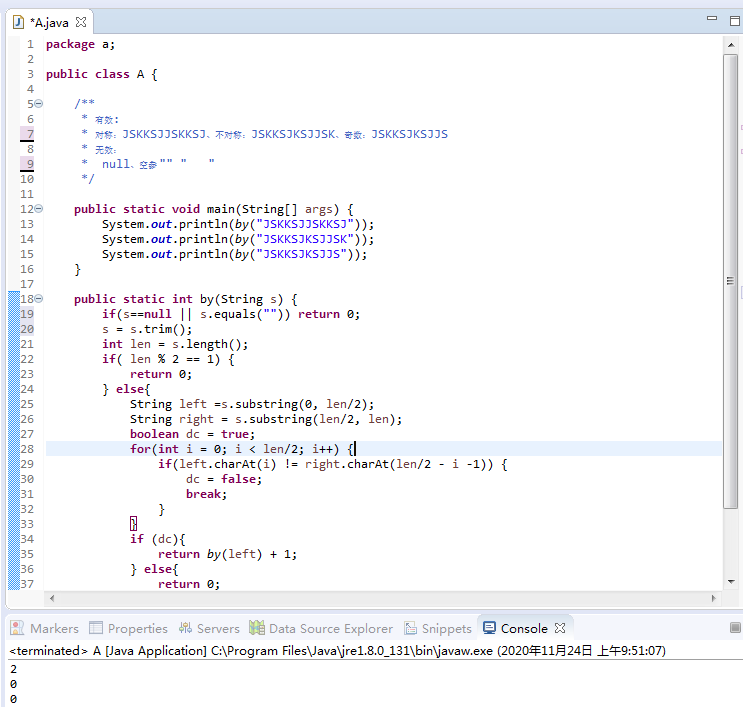 *A.java
1 package a;
2
3 public class A {
4
5 /**
6 * 有效:
7 * 对称: JSKKSJJSKKSJ、不对称: JSKKSJKSJJSK、奇数: JSKKSJKSJJS
8 * 无效:
9 * null、空参"" "   "
10 */
11
12 public static void main(String[] args) {
13 System.out.println(by("JSKKSJJSKKSJ"));
14 System.out.println(by("JSKKSJKSJJSK"));
15 System.out.println(by("JSKKSJKSJJS"));
16 }
17
18 public static int by(String s) {
19 if(s==null || s.equals("")) return 0;
20 s = s.trim();
21 int len = s.length();
22 if( len % 2 == 1) {
23 return 0;
24 } else{
25 String left =s.substring(0, len/2);
26 String right = s.substring(len/2, len);
27 boolean dc = true;
28 for(int i = 0; i < len/2; i++) {
29 if(left.charAt(i) != right.charAt(len/2 - i -1)) {
30 dc = false;
31 break;
32 }
33 }
34 if (dc){
35 return by(left) + 1;
36 } else{
37 return 0;
Markers Properties Servers Data Source Explorer Snippets Console
<terminated> A [Java Application] C:\Program Files\Java\jre1.8.0_131\bin\javaw.exe (2020年11月24日 上午9:51:07)
2
0
0